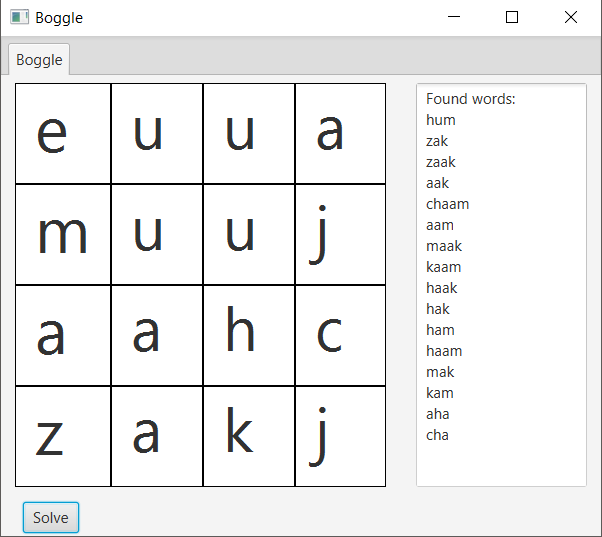 Boggle
Boggle
e u u a
m u u j
a a h c
z a k j
Found words:
hum
zak
zaak
aak
chaam
aam
maak
kaam
haak
hak
ham
haam
mak
kam
aha
cha
Solve